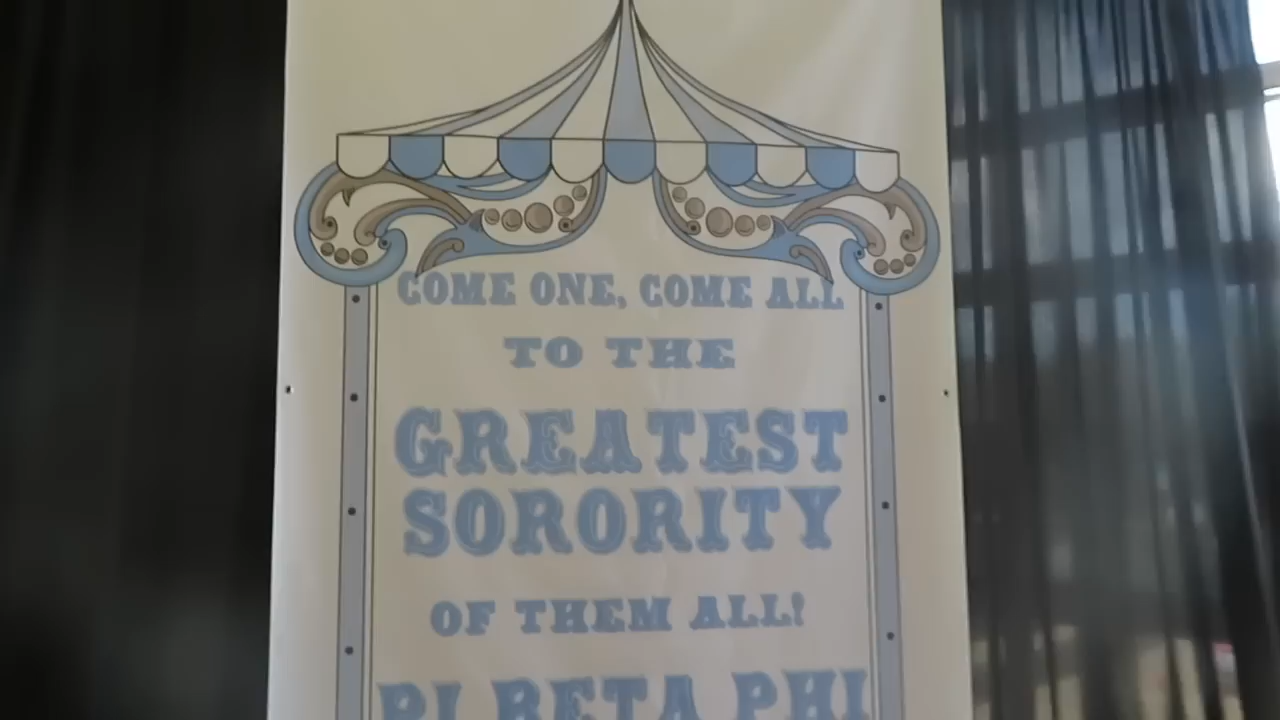 COME ONE, COME ALL
TO THE
GREATEST
SORORITY
OF THEM ALL!
PI BETA PHI